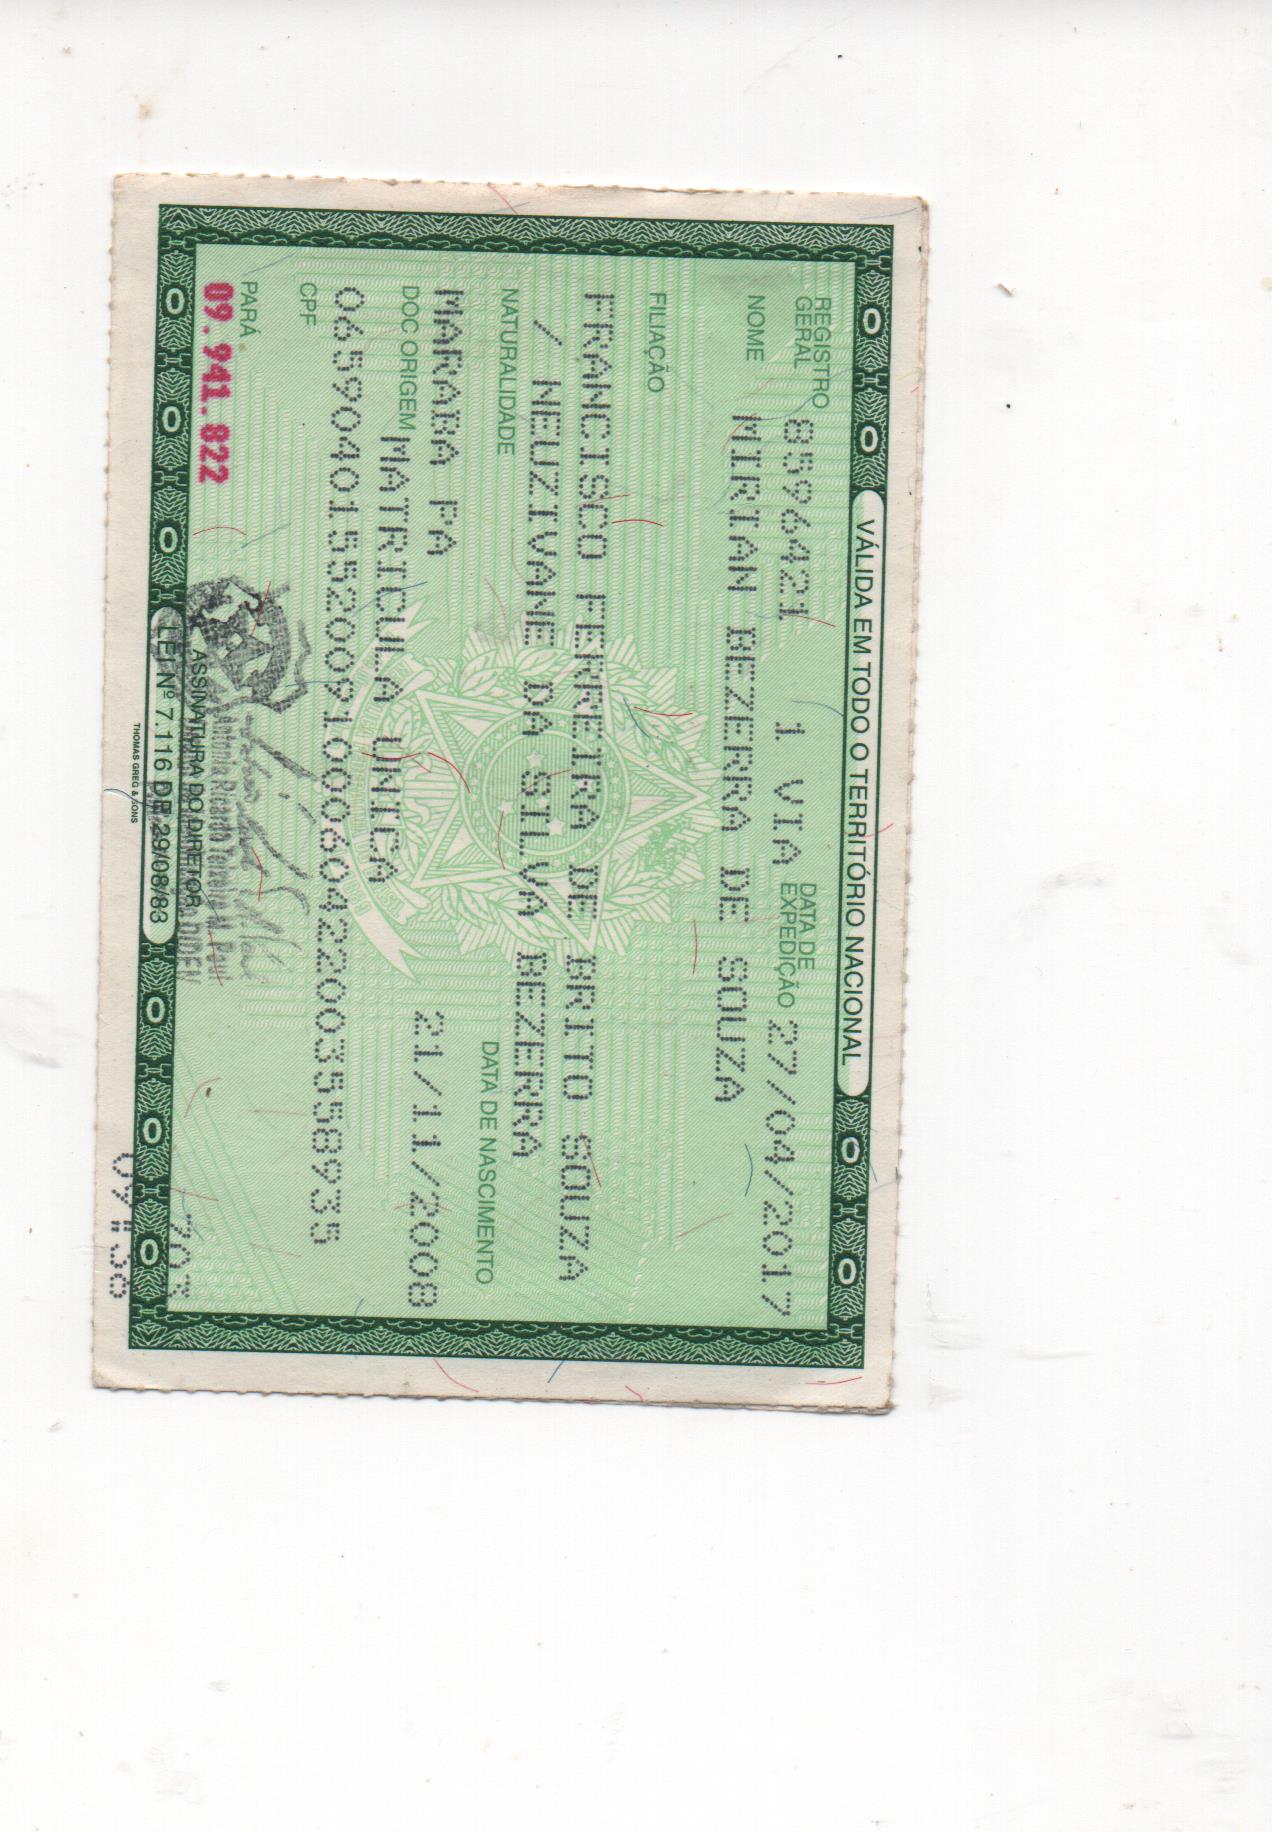 VÁLIDA EM TODO O TERRITÓRIO NACIONAL
REGISTRO GERAL 8596421 1 VIA DATA DE EXPEDIÇÃO 27/04/2017
NOME MIRIAN BEZERRA DE SOUZA
FILIAÇÃO
FRANCISCO FERREIRA DE BRITO SOUZA
/ NEUZIVANE DA SILVA BEZERRA
NATURALIDADE DATA DE NASCIMENTO
MARABA PA 21/11/2008
DOC ORIGEM MATRICULA UNICA
06590401552009100060422003558935
CPF
PARÁ
09.941.822
703
ASSINATURA DO DIRETOR
LEI Nº 7.116 DE 29/08/83
THOMAS GREG & SONS